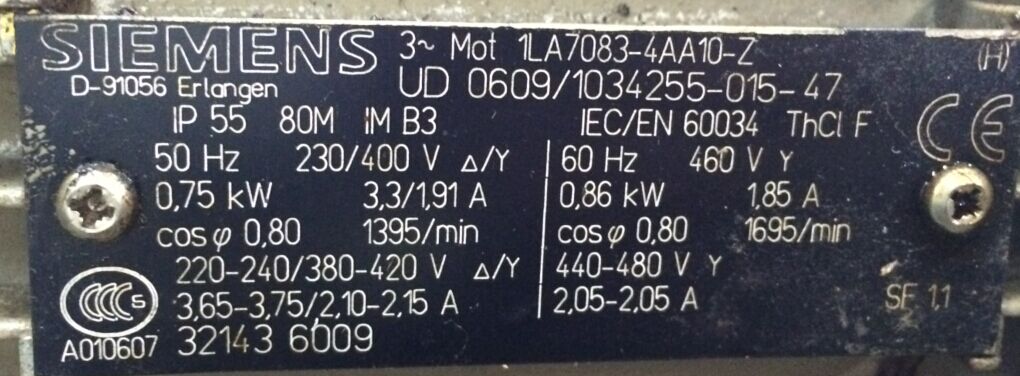 SIEMENS 3~ Mot 1LA7083-4AA10-Z (H)
D-91056 Erlangen UD 0609/1034255-015-47
IP 55 80M IM B3 IEC/EN 60034 ThCl F CE
50 Hz 230/400 V Δ/Y 60 Hz 460 V Y
0,75 kW 3,3/1,91 A 0,86 kW 1,85 A
cos φ 0,80 1395/min cos φ 0,80 1695/min
220-240/380-420 V Δ/Y 440-480 V Y
CCC S 3,65-3,75/2,10-2,15 A 2,05-2,05 A SF 1.1
A010607 32143 6009